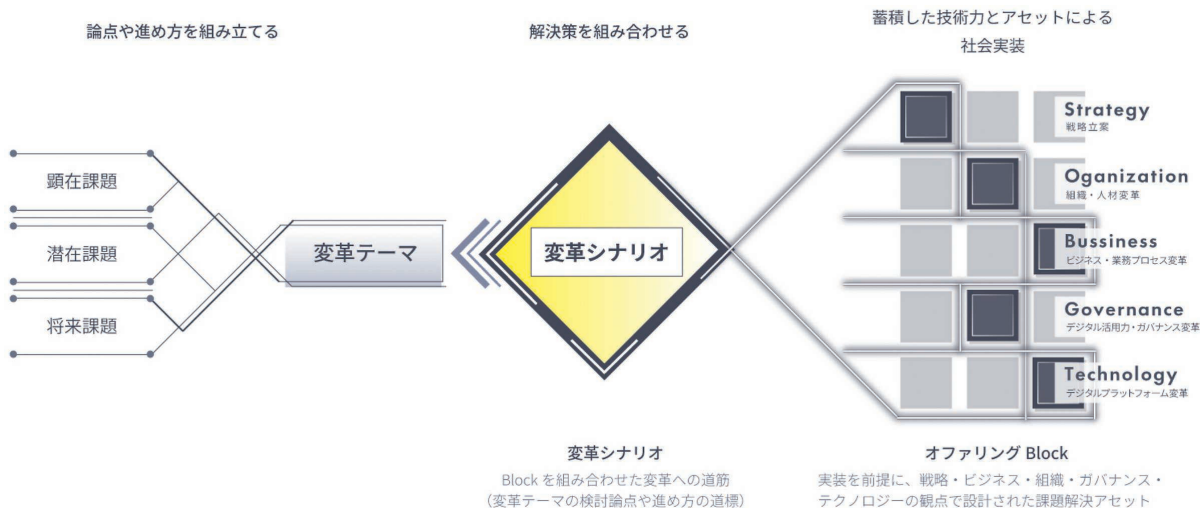 論点や進め方を組み立てる
解決策を組み合わせる
蓄積した技術力とアセットによる
社会実装
顕在課題
潜在課題
将来課題
変革テーマ
変革シナリオ
Strategy
戦略立案
Oganization
組織・人材変革
Bussiness
ビジネス・業務プロセス変革
Governance
デジタル活用力・ガバナンス変革
Technology
デジタルプラットフォーム変革
変革シナリオ
Block を組み合わせた変革への道筋
（変革テーマの検討論点や進め方の道標）
オファリング Block
実装を前提に、戦略・ビジネス・組織・ガバナンス・
テクノロジーの観点で設計された課題解決アセット